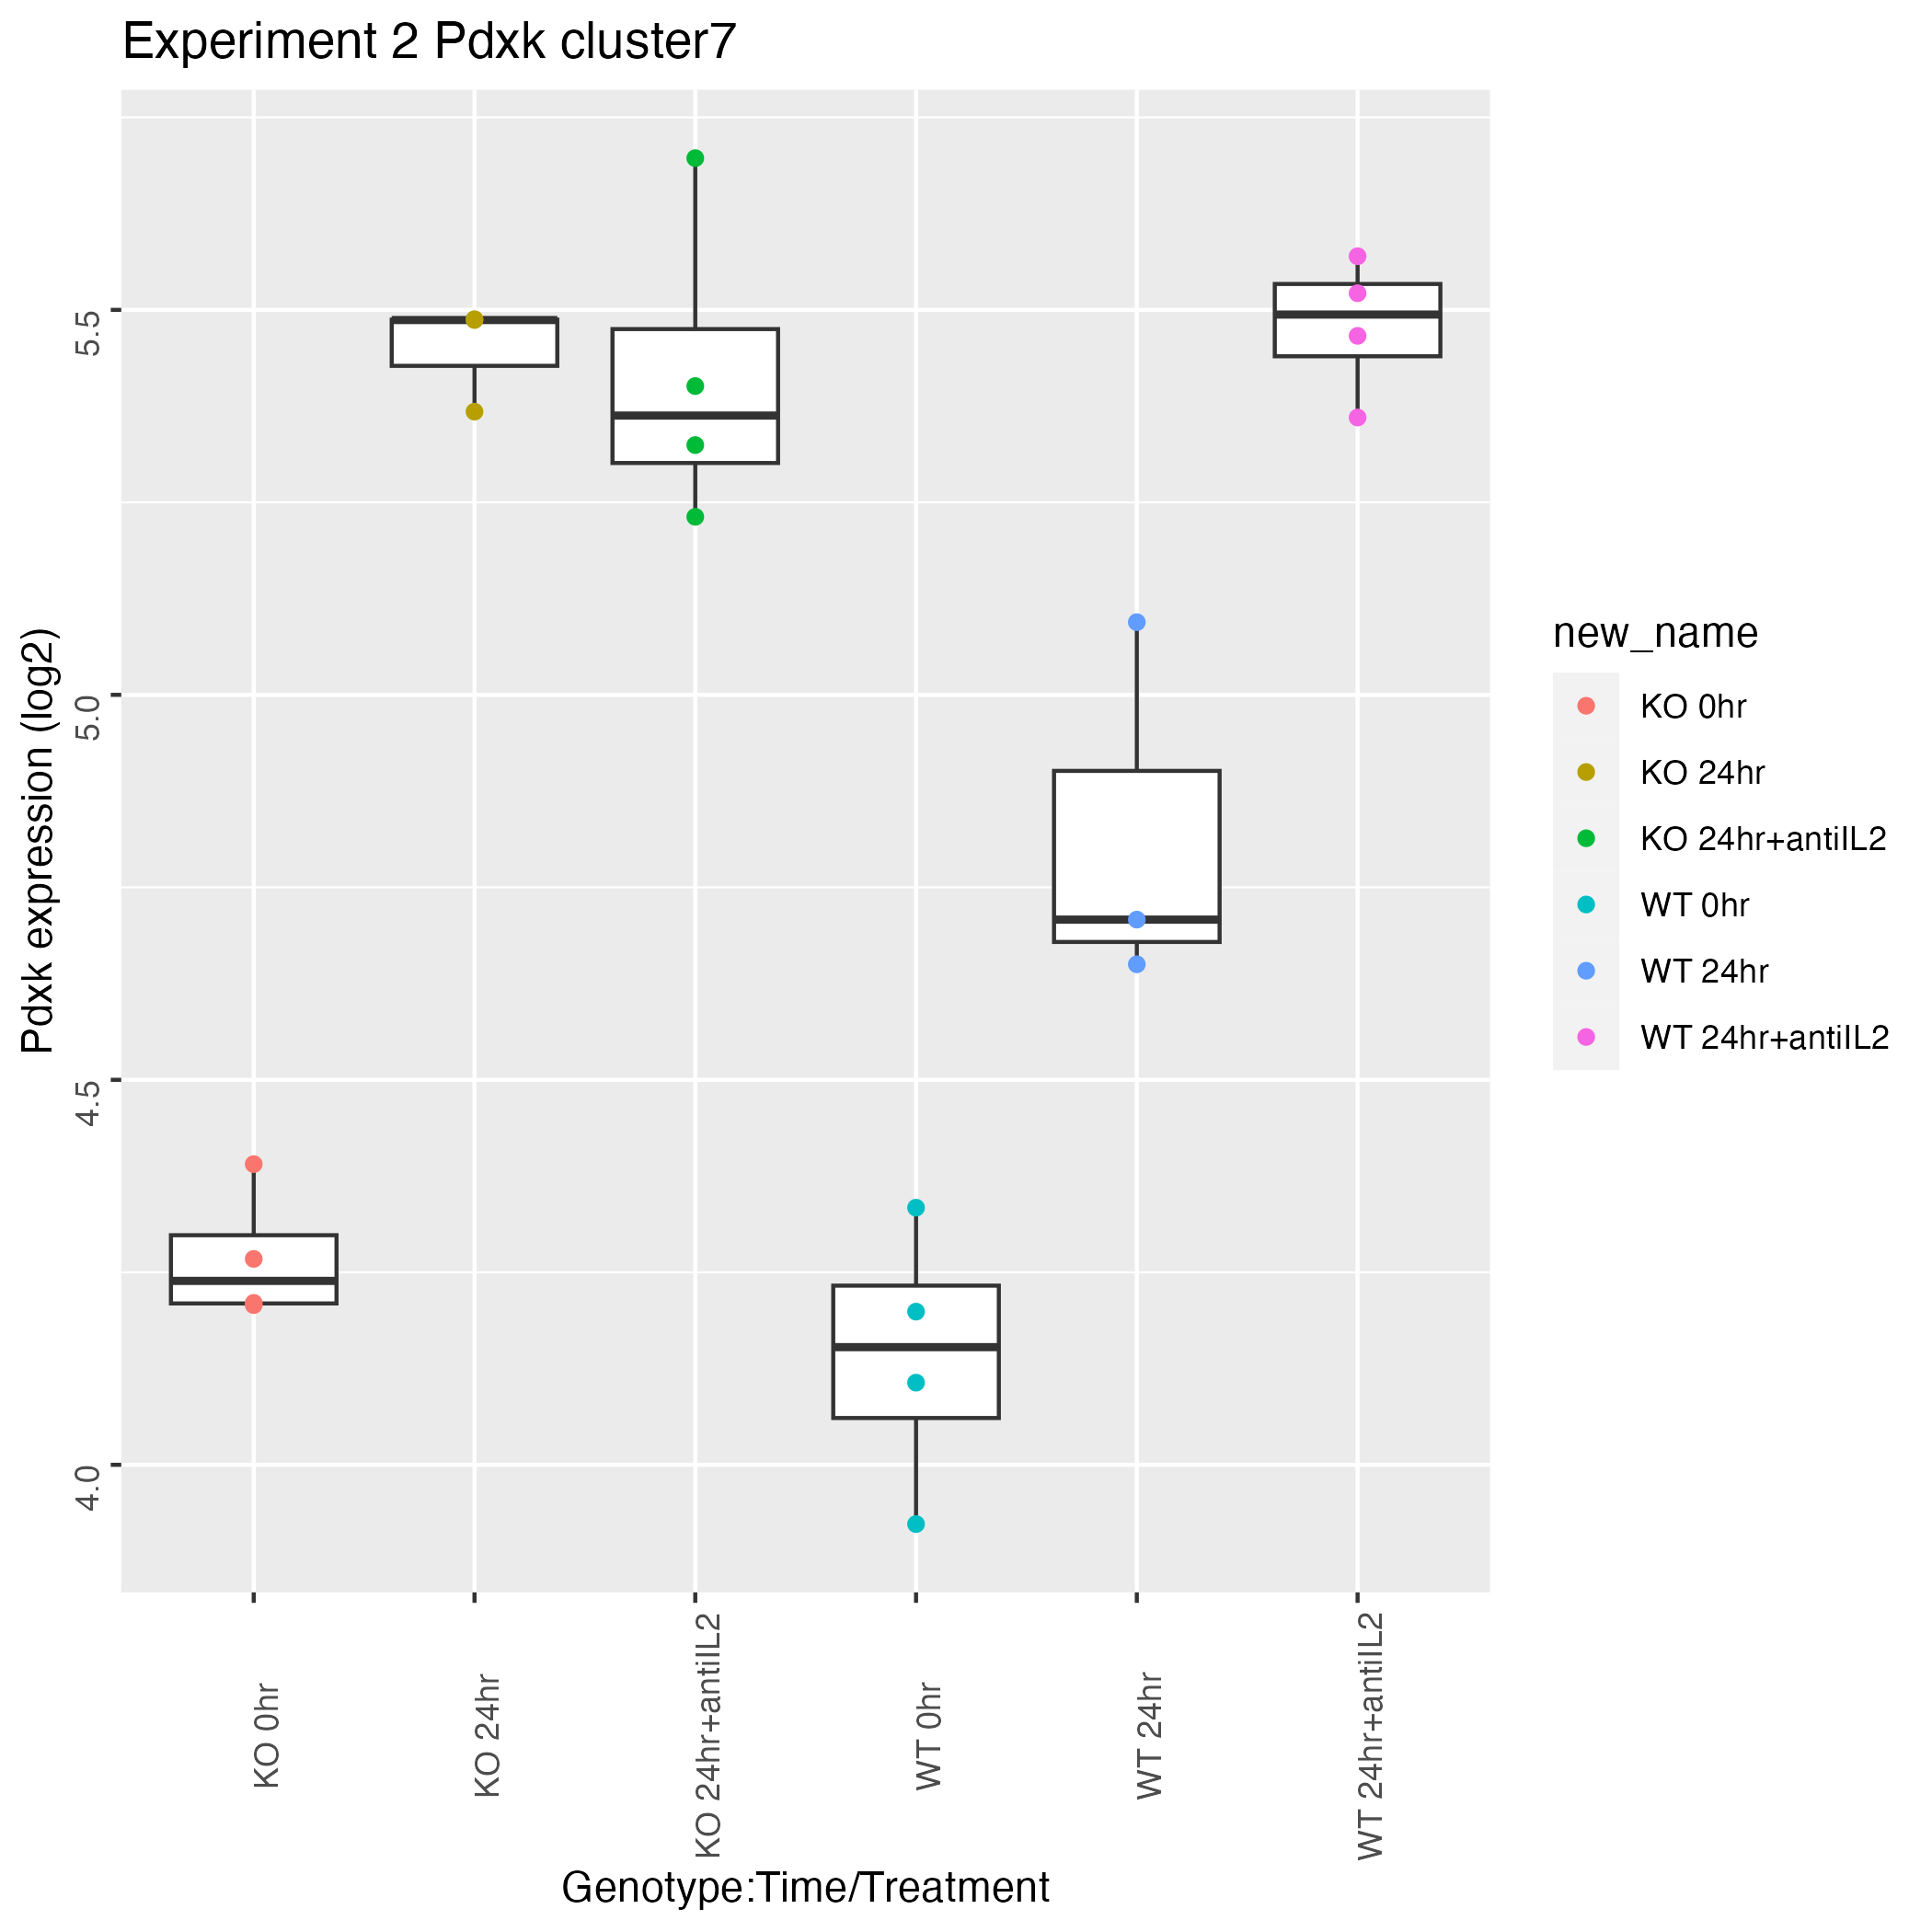 Experiment 2 Pdxk cluster7
Pdxk expression (log2)
5.5
5.0
4.5
4.0
KO 0hr
KO 24hr
KO 24hr+antiIL2
WT 0hr
WT 24hr
WT 24hr+antiIL2
Genotype:Time/Treatment
new_name
KO 0hr
KO 24hr
KO 24hr+antiIL2
WT 0hr
WT 24hr
WT 24hr+antiIL2